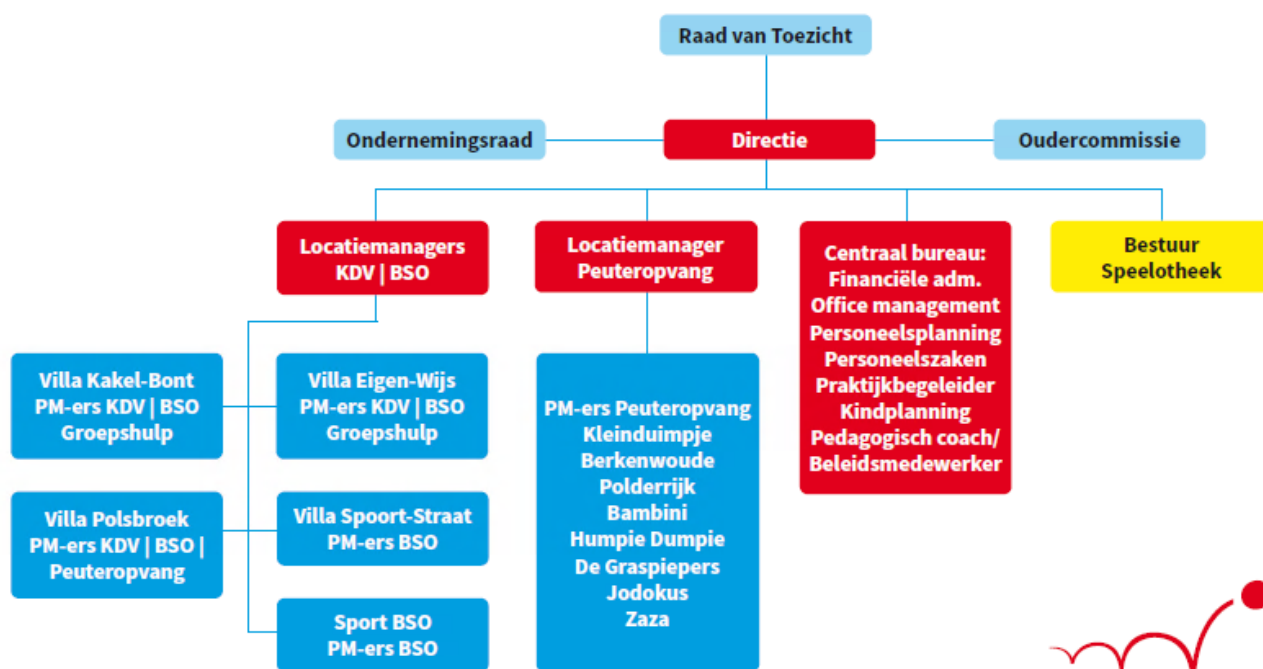 Raad van Toezicht
Ondernemingsraad
Directie
Oudercommissie
Locatiemanagers
KDV | BSO
Locatiemanager
Peuteropvang
Centraal bureau:
Financiële adm.
Office management
Personeelsplanning
Personeelszaken
Praktijkbegeleider
Kindplanning
Pedagogisch coach/
Beleidsmedewerker
Bestuur
Speelotheek
Villa Kakel-Bont
PM-ers KDV | BSO
Groepshulp
Villa Eigen-Wijs
PM-ers KDV | BSO
Groepshulp
Villa Polsbroek
PM-ers KDV | BSO |
Peuteropvang
Villa Spoort-Straat
PM-ers BSO
Sport BSO
PM-ers BSO
PM-ers Peuteropvang
Kleinduimpje
Berkenwoude
Polderrijk
Bambini
Humpie Dumpie
De Graspiepers
Jodokus
Zaza